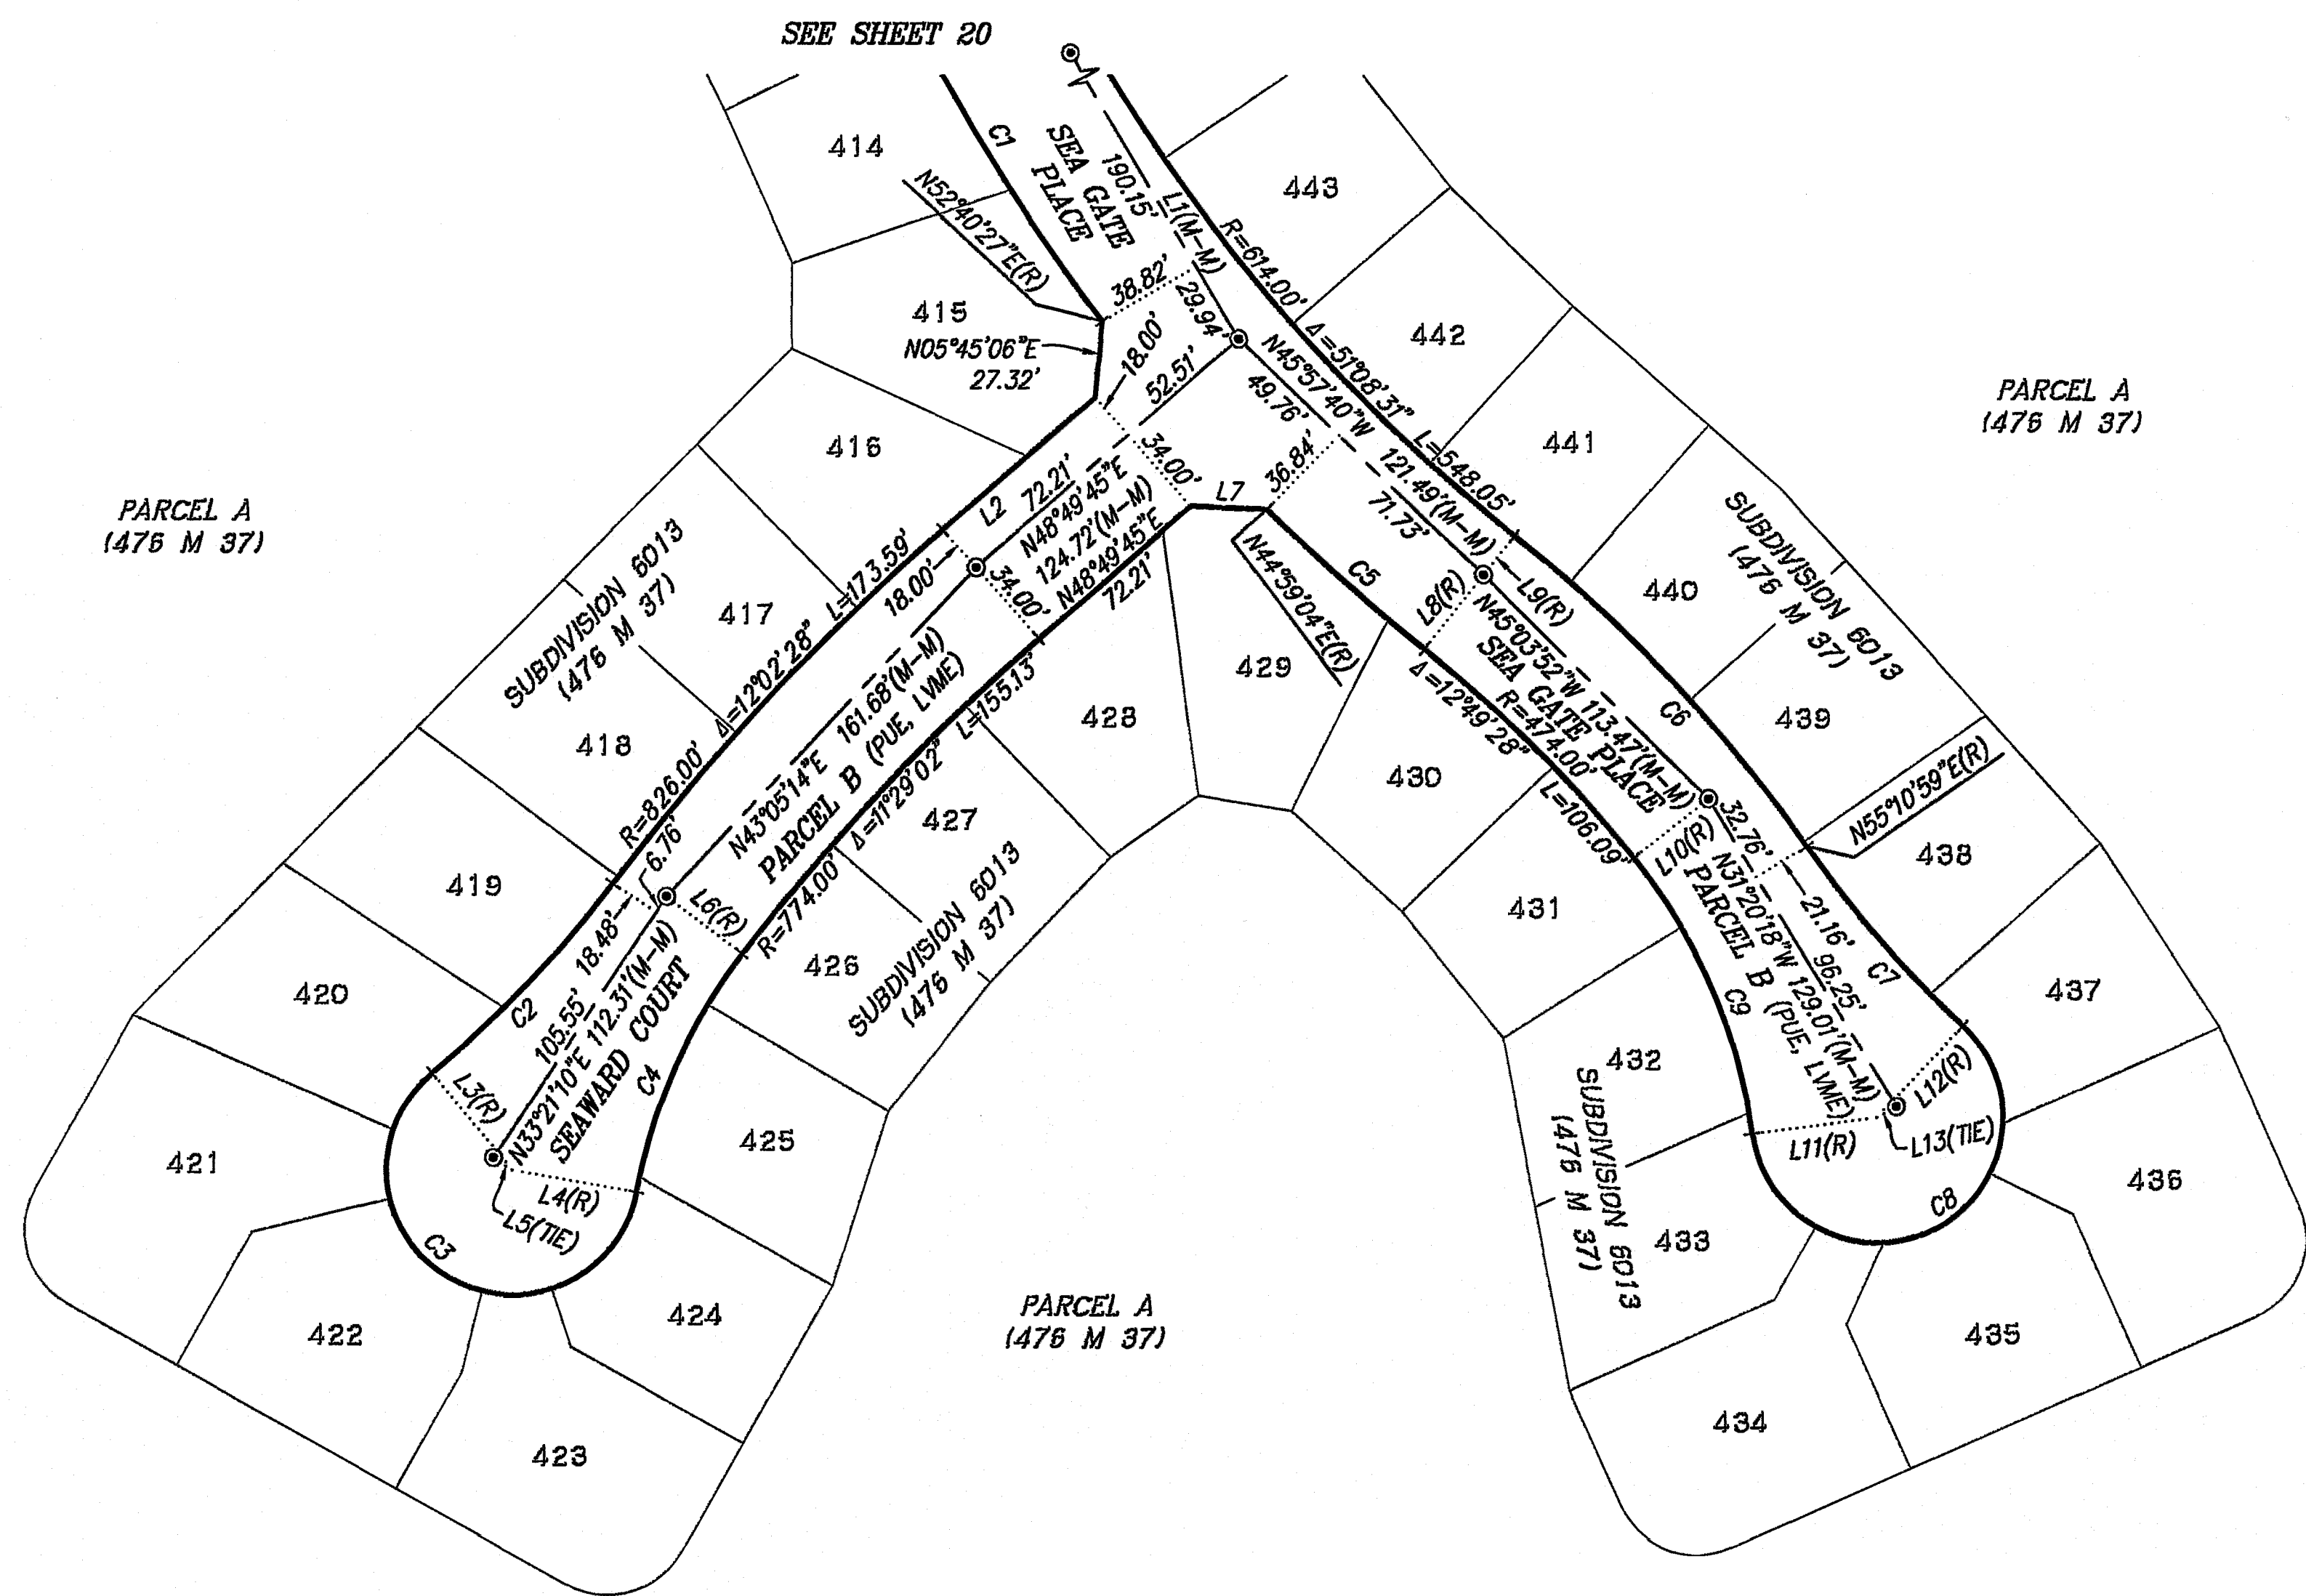 SEE SHEET 20
414
C1
SEA GATE
PLACE
190.15'
L1(M-M)
443
N52°40'27"E(R)
R=614.00'
38.82'
29.94'
415
N05°45'06"E
27.32'
18.00'
52.51'
442
Δ=51°08'31"
N45°57'40"W
49.76'
L=548.05'
441
PARCEL A
(476 M 37)
416
34.00'
36.84'
121.49'(M-M)
71.73'
PARCEL A
(476 M 37)
L2
72.21'
N48°49'45"E
124.72'(M-M)
N48°49'45"E
72.21'
L7
SUBDIVISION 6013
(476 M 37)
SUBDIVISION 6013
(476 M 37)
L=173.59'
18.00'
34.00'
N44°59'04"E(R)
C5
L8(R)
L9(R)
440
417
429
N45°03'52"W 113.47'(M-M)
SEA GATE PLACE
Δ=12°49'28"
R=474.00'
L=106.09"
C6
439
418
Δ=12°02'28"
R=826.00'
6.76'
161.68'(M-M)
N43°05'14"E
PARCEL B (PUE, LVME)
L=155.13'
Δ=11°29'02"
R=774.00'
428
430
N55°10'59"E(R)
438
32.76'
427
419
L6(R)
L10(R)
431
N31°20'18"W 129.01'(M-M)
96.25'
21.16'
PARCEL B (PUE, LVME)
C7
18.48'
426
SUBDIVISION 6013
(476 M 37)
420
C2
105.55'
N33°21'10"E 112.31'(M-M)
SEAWARD COURT
C4
C9
437
432
L3(R)
L12(R)
425
421
L4(R)
L5(TIE)
L11(R)
L13(TIE)
436
SUBDIVISION 6013
(476 M 37)
C3
C8
433
422
424
PARCEL A
(476 M 37)
435
434
423